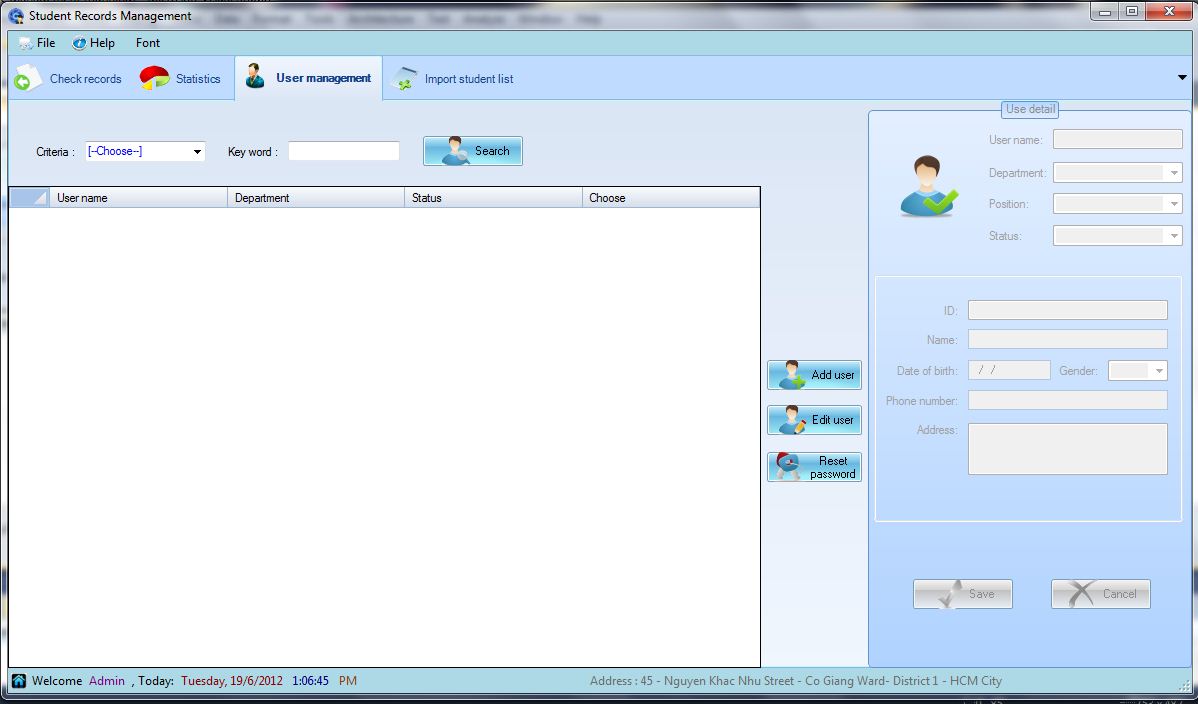 Student Records Management
File Help Font
Check records Statistics User management Import student list
Use detail
Criteria : [--Choose--] Key word : Search
User name Department Status Choose
User name:
Department:
Position:
Status:
ID:
Name:
Date of birth: / / Gender:
Phone number:
Address:
Add user
Edit user
Reset
password
Save Cancel
Welcome Admin , Today: Tuesday, 19/6/2012 1:06:45 PM Address : 45 - Nguyen Khac Nhu Street - Co Giang Ward- District 1 - HCM City